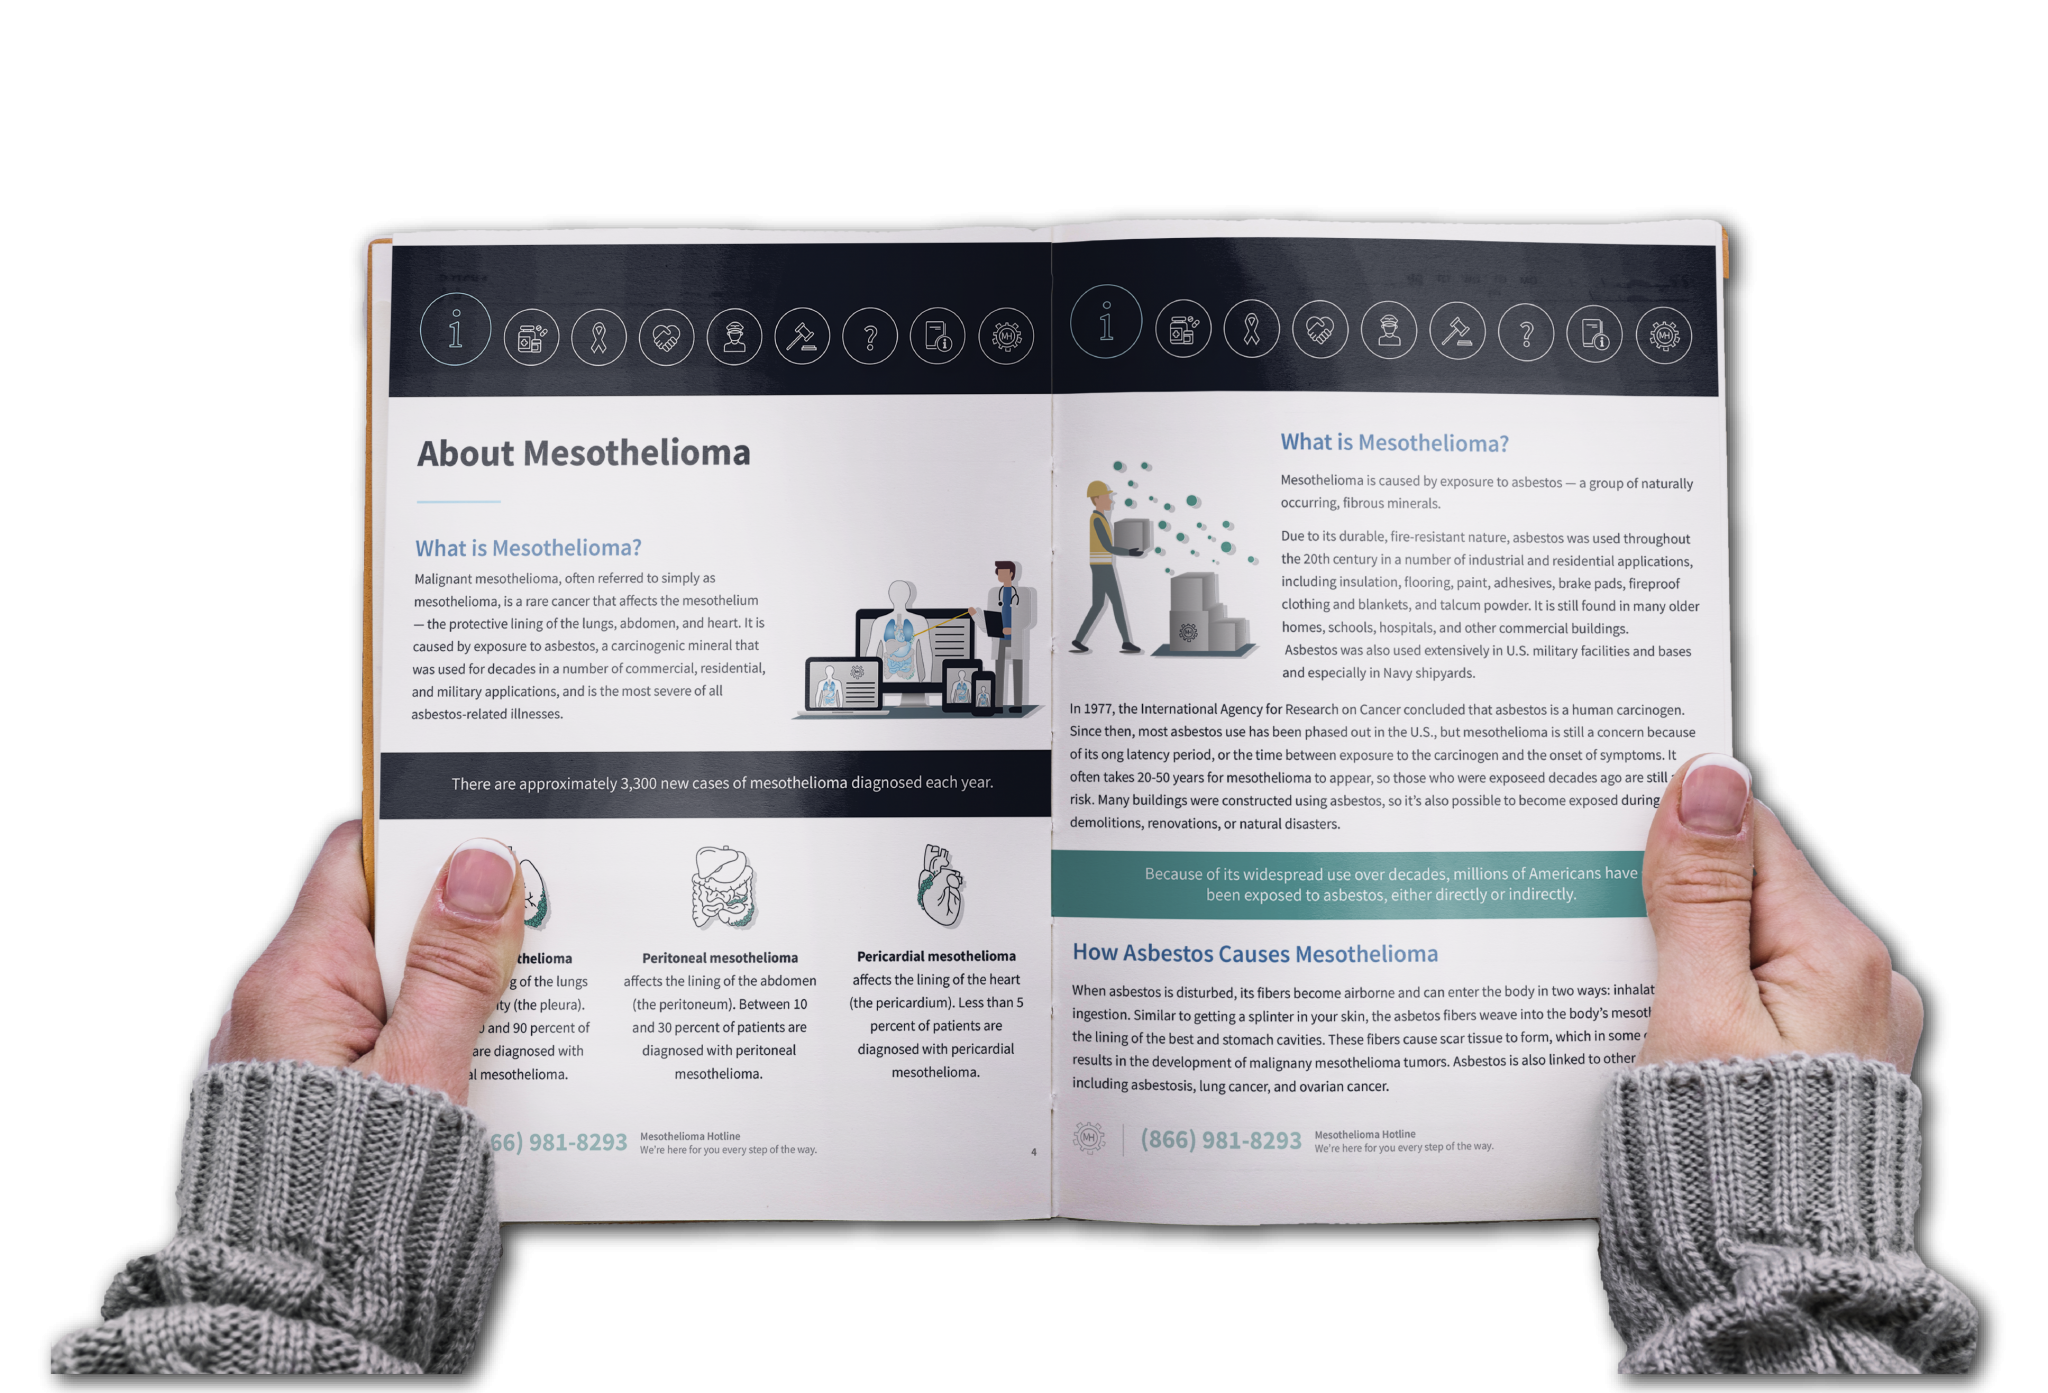 About Mesothelioma
What is Mesothelioma?
Malignant mesothelioma, often referred to simply as
mesothelioma, is a rare cancer that affects the mesothelium
— the protective lining of the lungs, abdomen, and heart. It is
caused by exposure to asbestos, a carcinogenic mineral that
was used for decades in a number of commercial, residential,
and military applications, and is the most severe of all
asbestos-related illnesses.
There are approximately 3,300 new cases of mesothelioma diagnosed each year.
thelioma
g of the lungs
ty (the pleura).
and 90 percent of
are diagnosed with
al mesothelioma.
Peritoneal mesothelioma
affects the lining of the abdomen
(the peritoneum). Between 10
and 30 percent of patients are
diagnosed with peritoneal
mesothelioma.
Pericardial mesothelioma
affects the lining of the heart
(the pericardium). Less than 5
percent of patients are
diagnosed with pericardial
mesothelioma.
66) 981-8293
Mesothelioma Hotline
We're here for you every step of the way.
4
What is Mesothelioma?
Mesothelioma is caused by exposure to asbestos — a group of naturally
occurring, fibrous minerals.
Due to its durable, fire-resistant nature, asbestos was used throughout
the 20th century in a number of industrial and residential applications,
including insulation, flooring, paint, adhesives, brake pads, fireproof
clothing and blankets, and talcum powder. It is still found in many older
homes, schools, hospitals, and other commercial buildings.
Asbestos was also used extensively in U.S. military facilities and bases
and especially in Navy shipyards.
In 1977, the International Agency for Research on Cancer concluded that asbestos is a human carcinogen.
Since then, most asbestos use has been phased out in the U.S., but mesothelioma is still a concern because
of its ong latency period, or the time between exposure to the carcinogen and the onset of symptoms. It
often takes 20-50 years for mesothelioma to appear, so those who were exposeed decades ago are still
risk. Many buildings were constructed using asbestos, so it's also possible to become exposed during
demolitions, renovations, or natural disasters.
Because of its widespread use over decades, millions of Americans have
been exposed to asbestos, either directly or indirectly.
How Asbestos Causes Mesothelioma
When asbestos is disturbed, its fibers become airborne and can enter the body in two ways: inhalat
ingestion. Similar to getting a splinter in your skin, the asbetos fibers weave into the body's mesot
the lining of the best and stomach cavities. These fibers cause scar tissue to form, which in some
results in the development of malignany mesothelioma tumors. Asbestos is also linked to other
including asbestosis, lung cancer, and ovarian cancer.
MH
(866) 981-8293
Mesothelioma Hotline
We're here for you every step of the way.